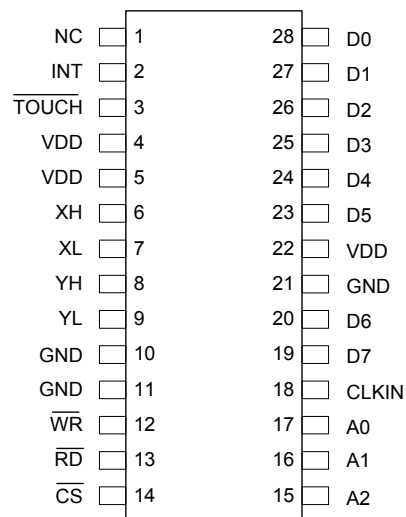 NC 1 28 D0
INT 2 27 D1
TOUCH 3 26 D2
VDD 4 25 D3
VDD 5 24 D4
XH 6 23 D5
XL 7 22 VDD
YH 8 21 GND
YL 9 20 D6
GND 10 19 D7
GND 11 18 CLKIN
WR 12 17 A0
RD 13 16 A1
CS 14 15 A2